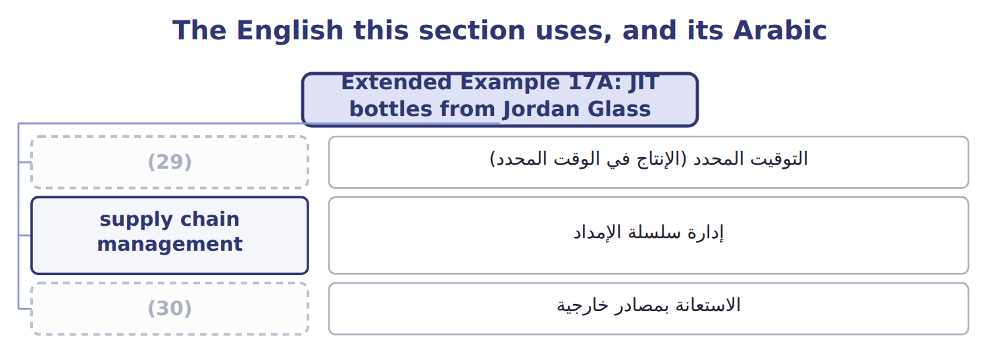 The English this section uses, and its Arabic
Extended Example 17A: JIT
bottles from Jordan Glass
(29)
التوقيت المحدد (الإنتاج في الوقت المحدد)
supply chain
management
إدارة سلسلة الإمداد
(30)
الاستعانة بمصادر خارجية